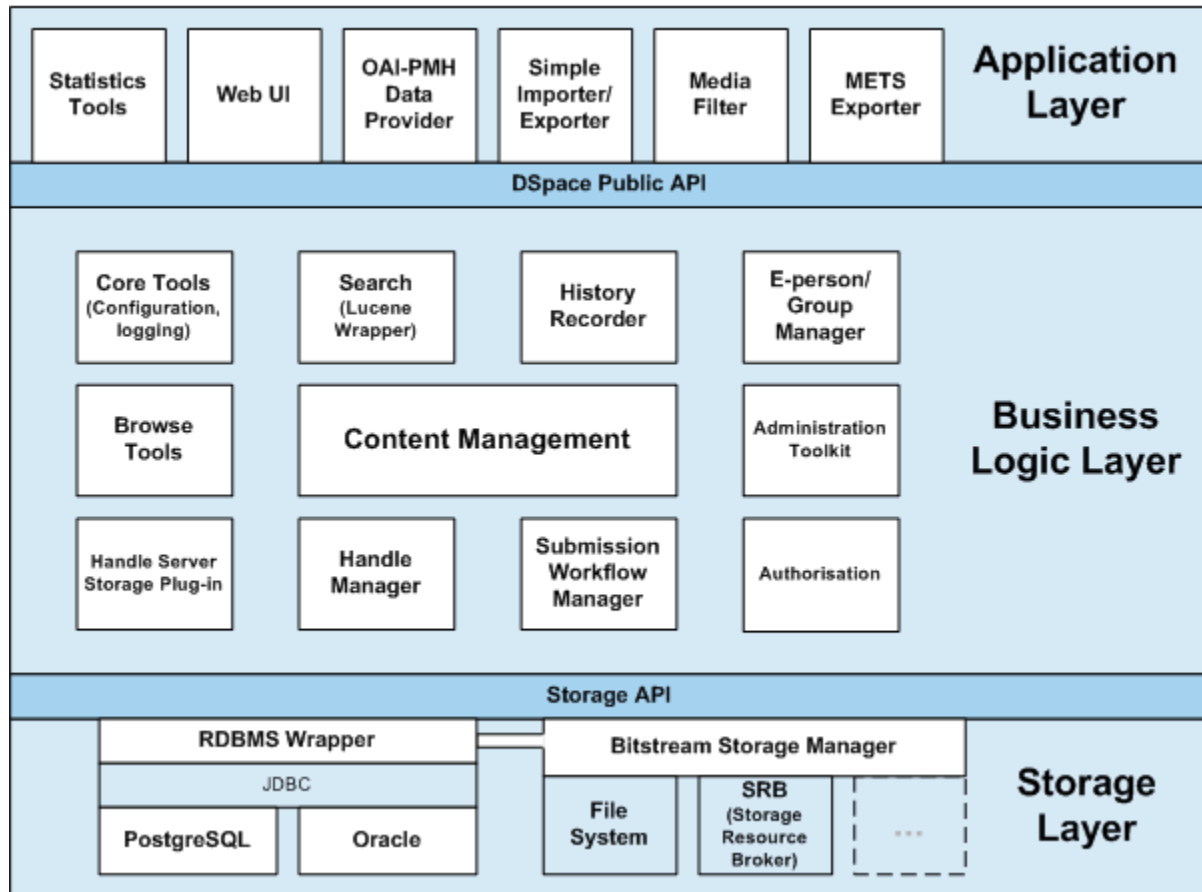 Statistics
Tools
Web UI
OAI-PMH
Data
Provider
Simple
Importer/
Exporter
Media
Filter
METS
Exporter
Application
Layer
DSpace Public API
Core Tools
(Configuration,
logging)
Search
(Lucene
Wrapper)
History
Recorder
E-person/
Group
Manager
Browse
Tools
Content Management
Administration
Toolkit
Business
Logic Layer
Handle Server
Storage Plug-in
Handle
Manager
Submission
Workflow
Manager
Authorisation
Storage API
RDBMS Wrapper
JDBC
PostgreSQL
Oracle
Bitstream Storage Manager
File
System
SRB
(Storage
Resource
Broker)
...
Storage
Layer